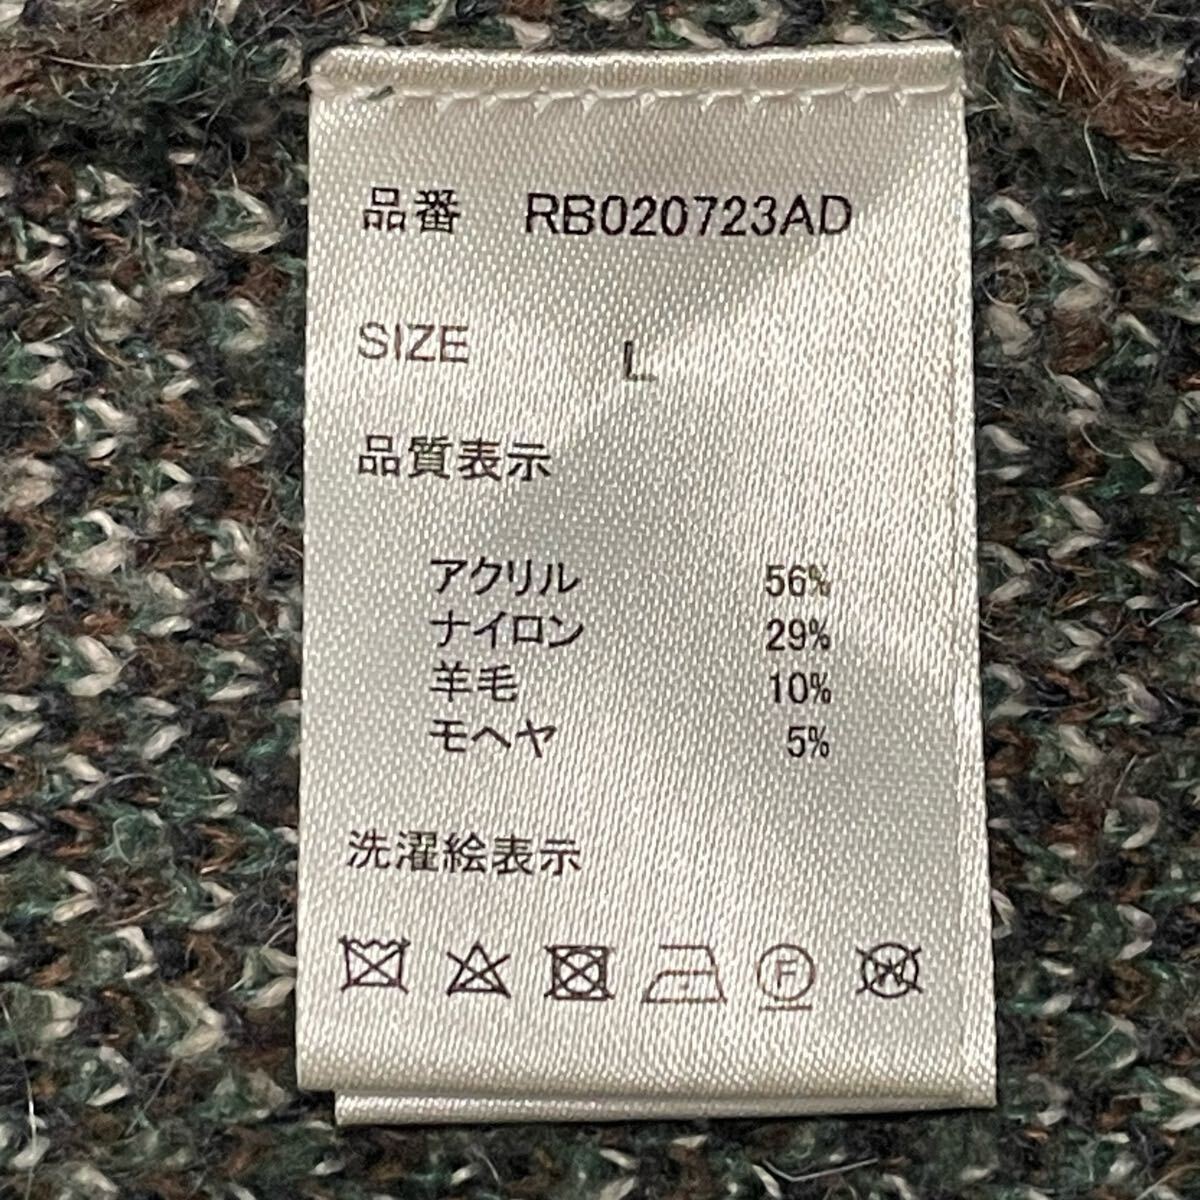 品番 RB020723AD
SIZE L
品質表示
アクリル 56%
ナイロン 29%
羊毛 10%
モヘヤ 5%
洗濯絵表示
F W